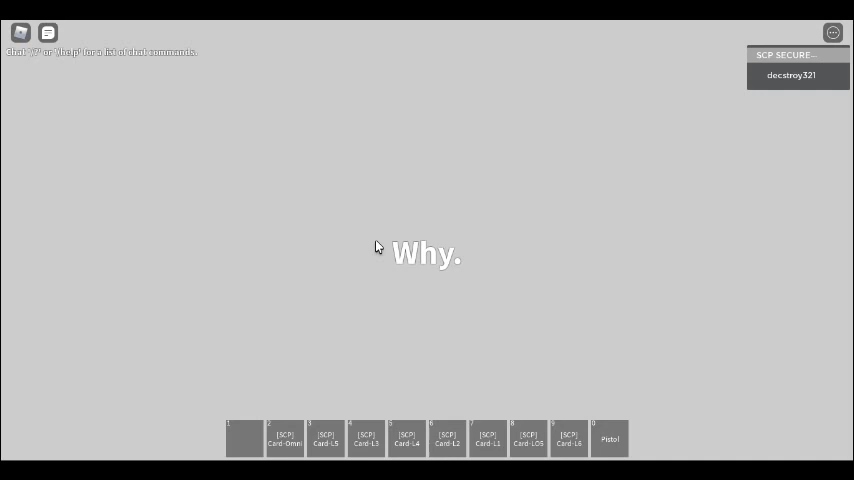 Chat '/?' or '/help' for a list of chat commands.
SCP SECURE—
decstroy321
Why.
1
2
[SCP]
Card-Omni
3
[SCP]
Card-L5
4
[SCP]
Card-L3
5
[SCP]
Card-L4
6
[SCP]
Card-L2
7
[SCP]
Card-L1
8
[SCP]
Card-LO5
9
[SCP]
Card-L6
0
Pistol